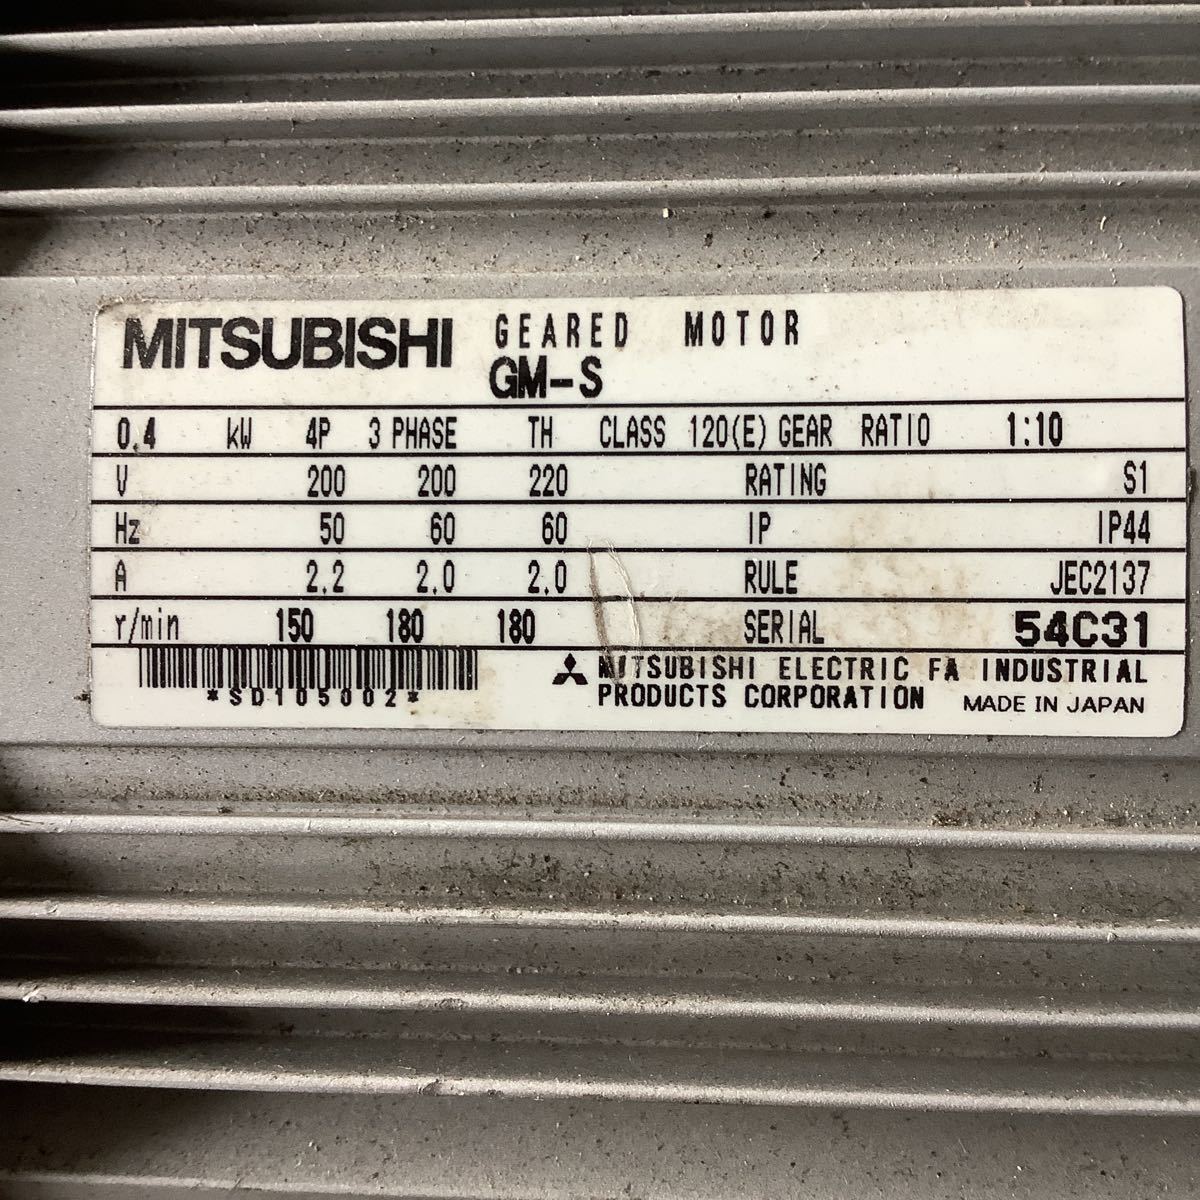 MITSUBISHI GEARED MOTOR
GM-S
0.4 kW 4P 3 PHASE TH CLASS 120(E) GEAR RATIO 1:10
V 200 200 220 RATING S1
Hz 50 60 60 IP IP44
A 2.2 2.0 2.0 RULE JEC2137
r/min 150 180 180 SERIAL 54C31
*SD105002*
MITSUBISHI ELECTRIC FA INDUSTRIAL
PRODUCTS CORPORATION MADE IN JAPAN